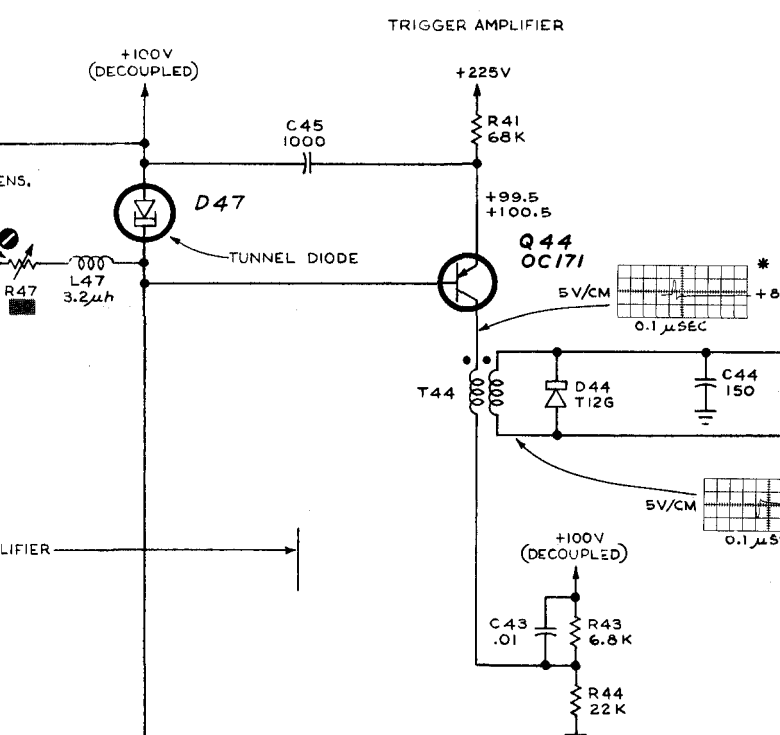 TRIGGER AMPLIFIER
+100V
(DECOUPLED)
+225V
C45
1000
R41
68K
ENS.
D47
+99.5
+100.5
TUNNEL DIODE
Q44
OC171
R47
L47
3.2µh
5V/CM
*
+8
0.1 µSEC
T44
D44
T12G
C44
150
5V/CM
0.1 µS
LIFIER
+100V
(DECOUPLED)
C43
.01
R43
6.8K
R44
22K